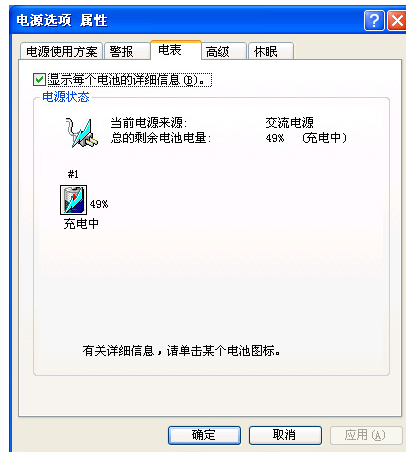 电源选项 属性
电源使用方案 警报 电表 高级 休眠
显示每个电池的详细信息(B)。
电源状态
当前电源来源: 交流电源
总的剩余电池电量: 49% (充电中)
#1
49%
充电中
有关详细信息，请单击某个电池图标。
确定 取消 应用(A)